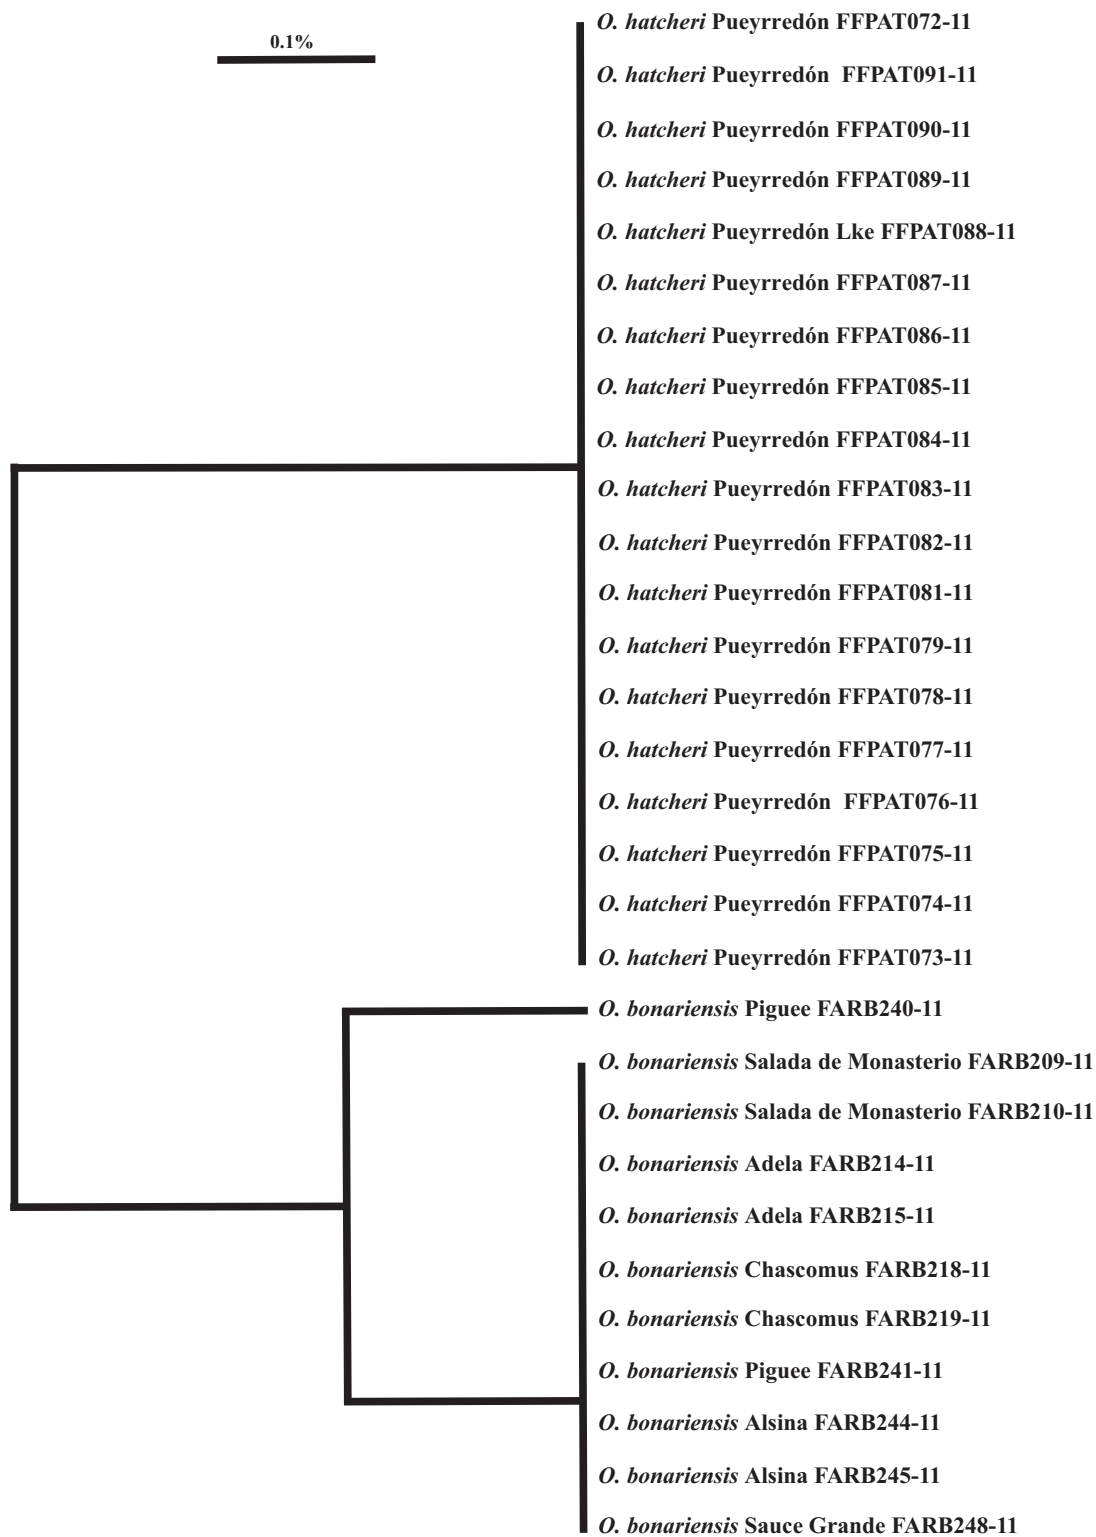 O. hatcheri Pueyrredón FFPAT072-11
0.1%
O. hatcheri Pueyrredón FFPAT091-11
O. hatcheri Pueyrredón FFPAT090-11
O. hatcheri Pueyrredón FFPAT089-11
O. hatcheri Pueyrredón Lke FFPAT088-11
O. hatcheri Pueyrredón FFPAT087-11
O. hatcheri Pueyrredón FFPAT086-11
O. hatcheri Pueyrredón FFPAT085-11
O. hatcheri Pueyrredón FFPAT084-11
O. hatcheri Pueyrredón FFPAT083-11
O. hatcheri Pueyrredón FFPAT082-11
O. hatcheri Pueyrredón FFPAT081-11
O. hatcheri Pueyrredón FFPAT079-11
O. hatcheri Pueyrredón FFPAT078-11
O. hatcheri Pueyrredón FFPAT077-11
O. hatcheri Pueyrredón FFPAT076-11
O. hatcheri Pueyrredón FFPAT075-11
O. hatcheri Pueyrredón FFPAT074-11
O. hatcheri Pueyrredón FFPAT073-11
O. bonariensis Piguee FARB240-11
O. bonariensis Salada de Monasterio FARB209-11
O. bonariensis Salada de Monasterio FARB210-11
O. bonariensis Adela FARB214-11
O. bonariensis Adela FARB215-11
O. bonariensis Chascomus FARB218-11
O. bonariensis Chascomus FARB219-11
O. bonariensis Piguee FARB241-11
O. bonariensis Alsina FARB244-11
O. bonariensis Alsina FARB245-11
O. bonariensis Sauce Grande FARB248-11